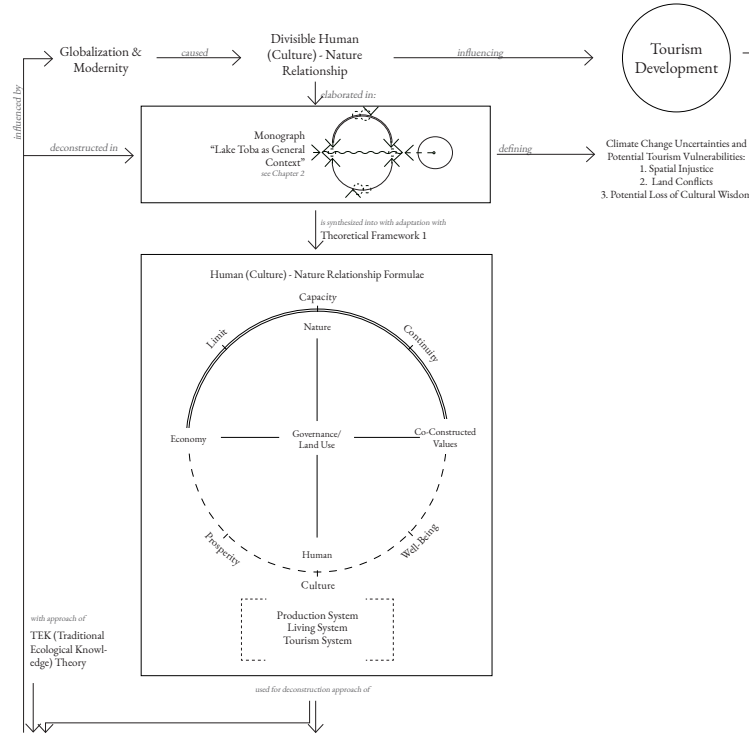 Globalization &
Modernity
caused
Divisible Human
(Culture) - Nature
Relationship
influencing
Tourism
Development
influenced by
elaborated in:
deconstructed in
Monograph
“Lake Toba as General
Context”
see Chapter 2
defining
Climate Change Uncertainties and
Potential Tourism Vulnerabilities:
1. Spatial Injustice
2. Land Conflicts
3. Potential Loss of Cultural Wisdom
is synthesized into with adaptation with
Theoretical Framework 1
Human (Culture) - Nature Relationship Formulae
Capacity
Limit
Nature
Continuity
Economy
Governance/
Land Use
Co-Constructed
Values
Prosperity
Human
Well-Being
Culture
Production System
Living System
Tourism System
with approach of
TEK (Traditional
Ecological Knowl-
edge) Theory
used for deconstruction approach of